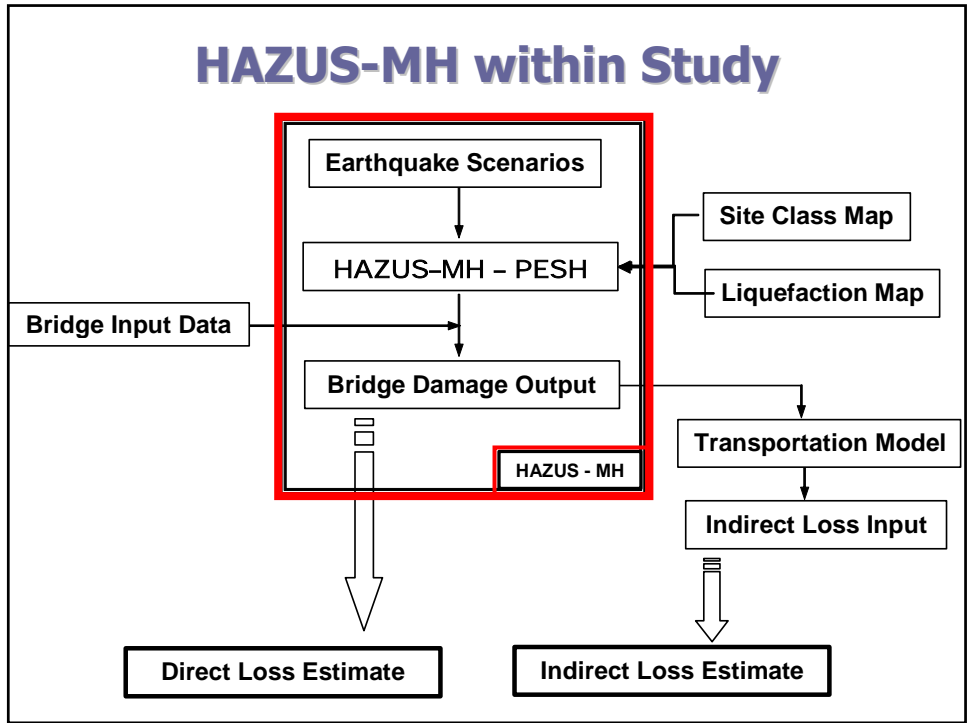 HAZUS-MH within Study
Earthquake Scenarios
Site Class Map
HAZUS-MH - PESH
Liquefaction Map
Bridge Input Data
Bridge Damage Output
Transportation Model
HAZUS - MH
Indirect Loss Input
Direct Loss Estimate
Indirect Loss Estimate